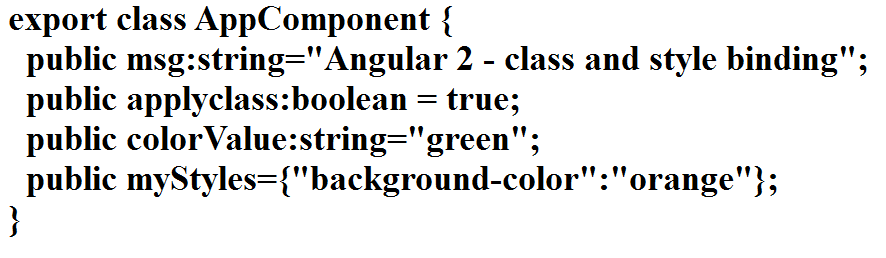 export class AppComponent {
public msg:string="Angular 2 - class and style binding";
public applyclass:boolean = true;
public colorValue:string="green";
public myStyles={"background-color":"orange"};
}